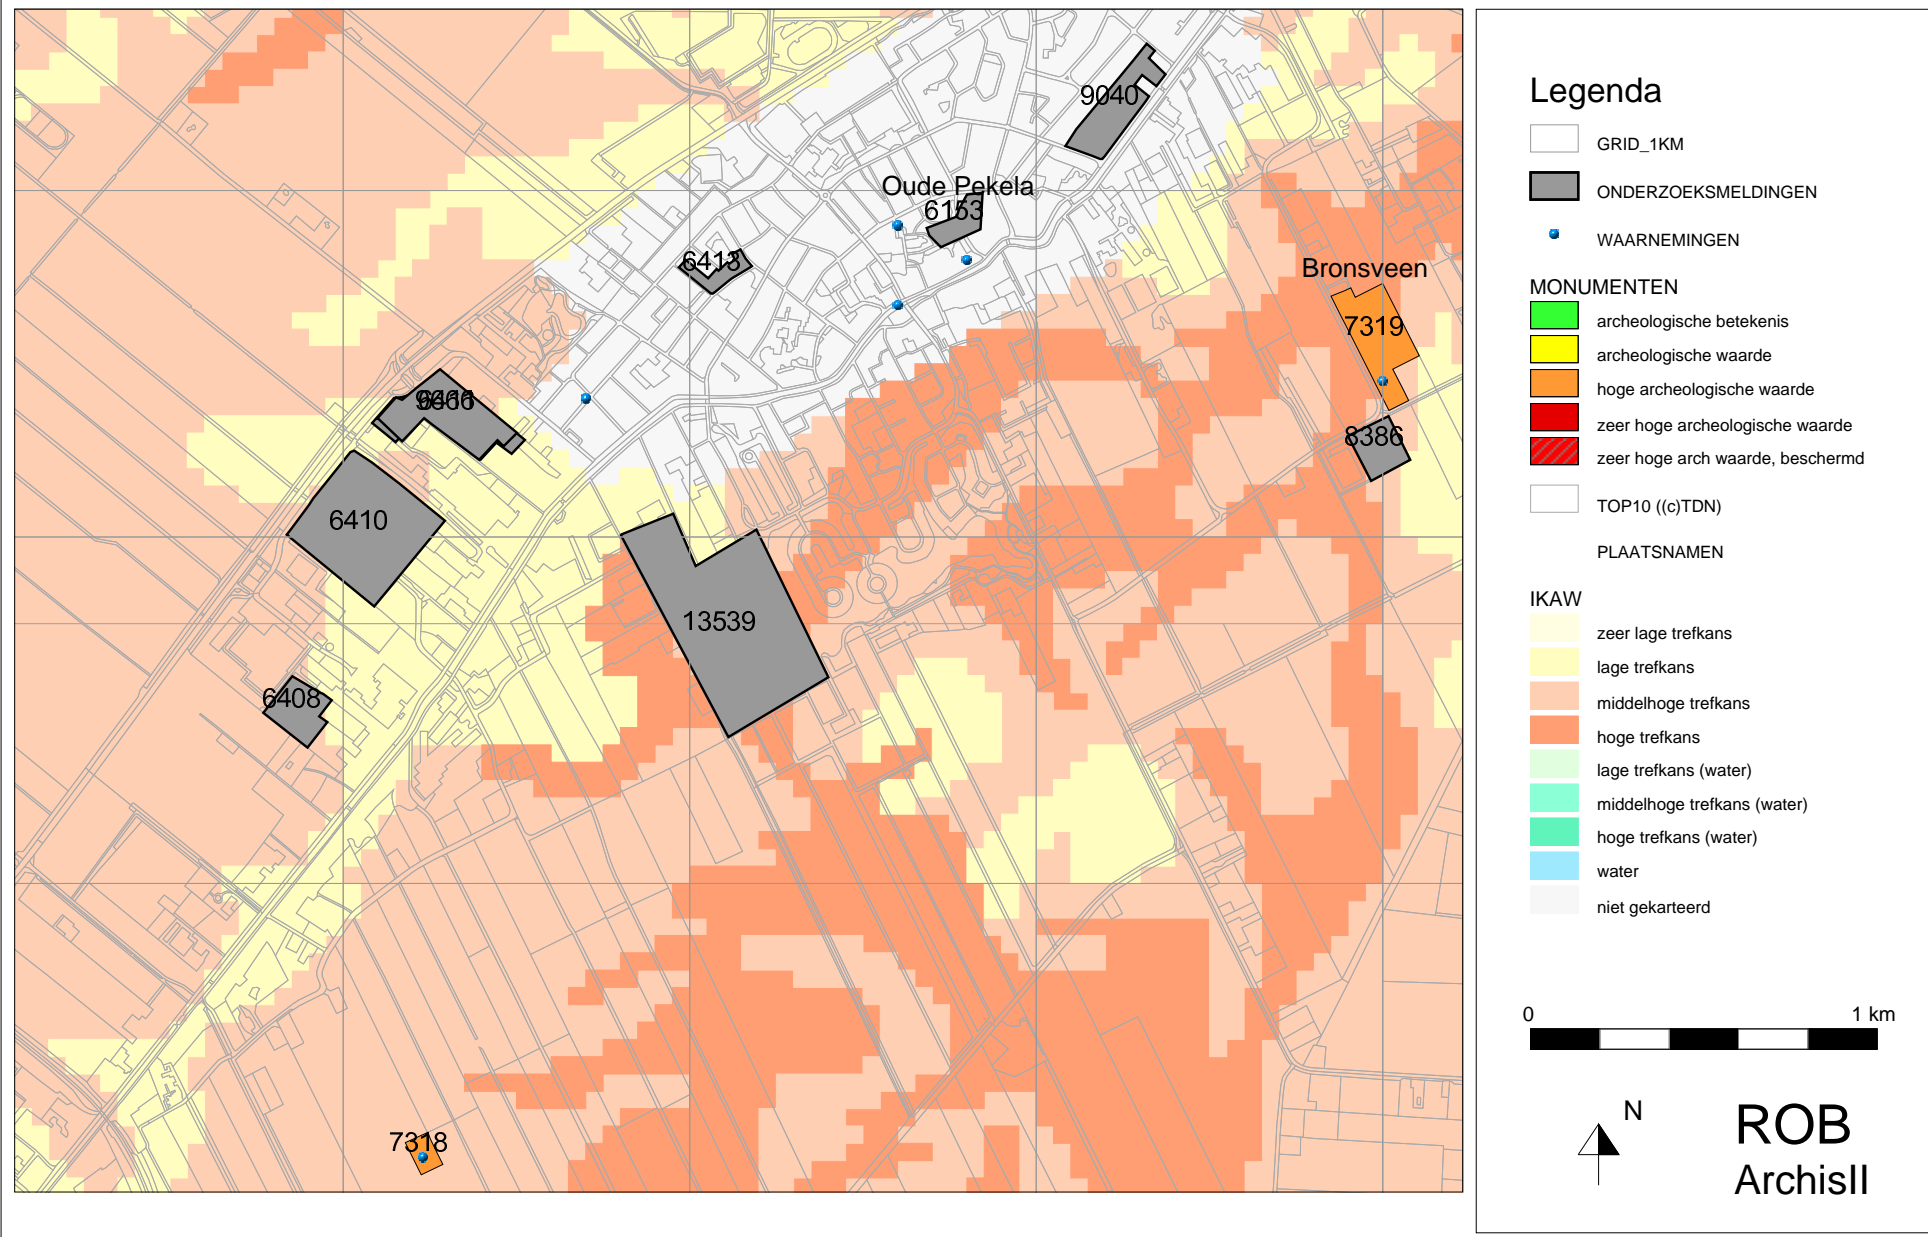 9040
Oude Pekela
6153
6413
Bronsveen
7319
8386
6410
13539
6408
7318
Legenda
GRID_1KM
ONDERZOEKSMELDINGEN
WAARNEMINGEN
MONUMENTEN
archeologische betekenis
archeologische waarde
hoge archeologische waarde
zeer hoge archeologische waarde
zeer hoge arch waarde, beschermd
TOP10 ((c)TDN)
PLAATSNAMEN
IKAW
zeer lage trefkans
lage trefkans
middelhoge trefkans
hoge trefkans
lage trefkans (water)
middelhoge trefkans (water)
hoge trefkans (water)
water
niet gekarteerd
0 1 km
N
ROB
ArchisII